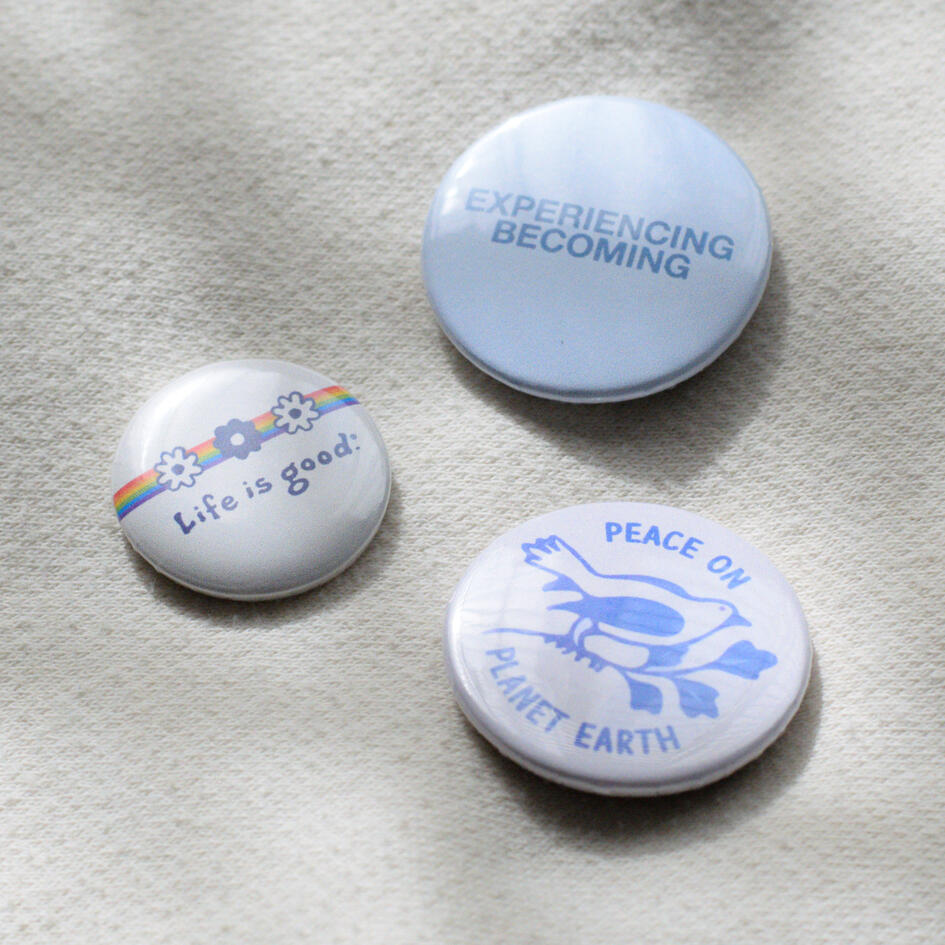 EXPERIENCING
BECOMING
Life is good:
PEACE ON
PLANET EARTH